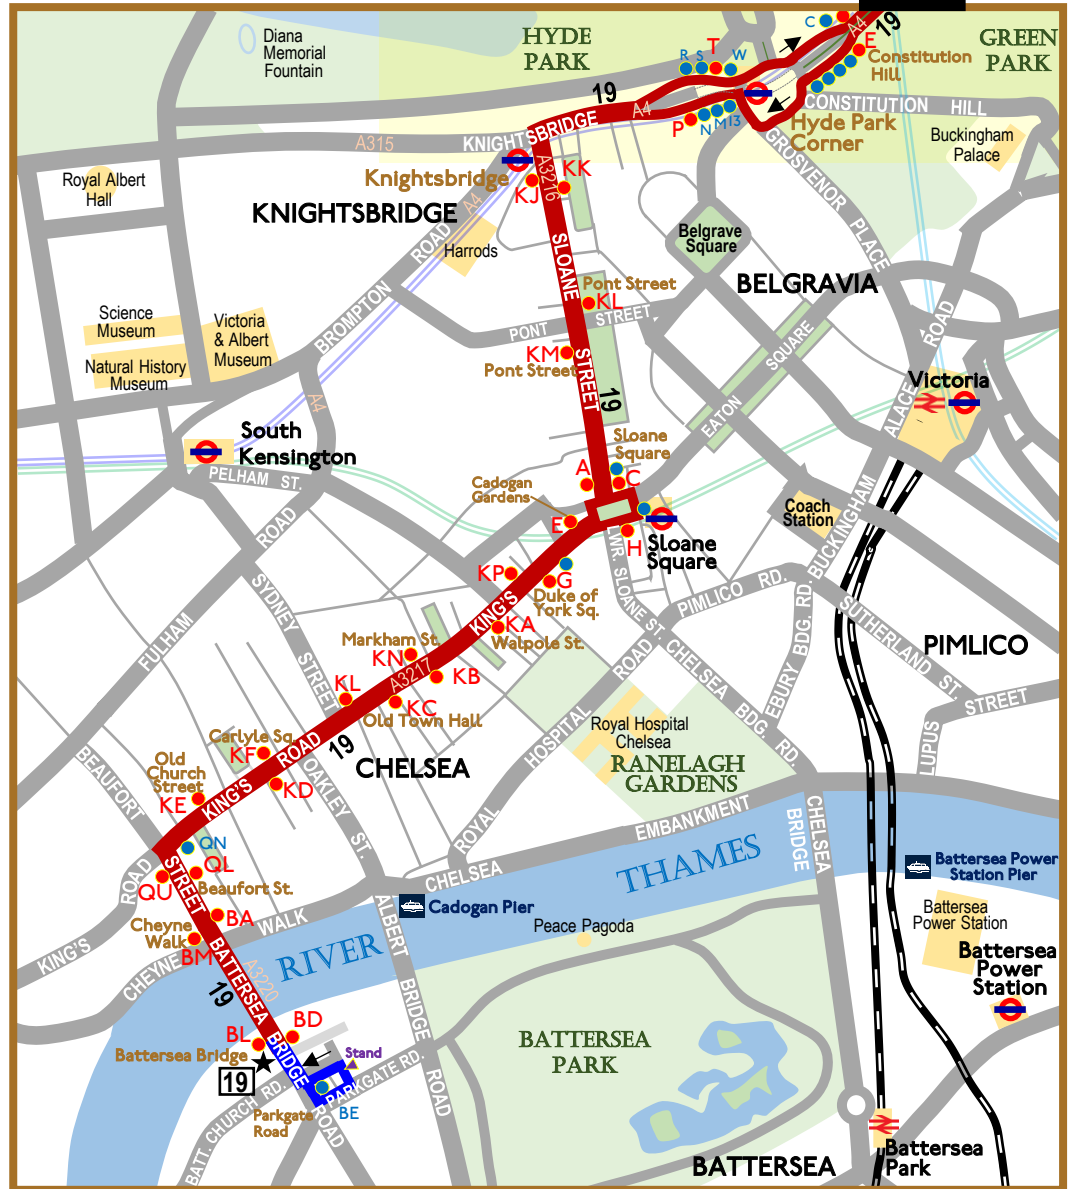 Diana
Memorial
Fountain
HYDE
PARK
C
A4
19
E
GREEN
PARK
R
S
T
W
Constitution
Hill
19
A4
P
N
M
13
CONSTITUTION HILL
Hyde Park
Corner
Buckingham
Palace
A315
KNIGHTSBRIDGE
GROSVENOR PLACE
Royal Albert
Hall
Knightsbridge
A3216
KK
KJ
KNIGHTSBRIDGE
A4
Harrods
BROMPTON ROAD
SLOANE STREET
Belgrave
Square
BELGRAVIA
Pont Street
KL
PONT STREET
KM
Pont Street
19
Science
Museum
Victoria
& Albert
Museum
Natural History
Museum
A4
EATON SQUARE
Victoria
BUCKINGHAM PALACE ROAD
South
Kensington
PELHAM ST.
Sloane
Square
A
C
Cadogan
Gardens
E
H
Sloane
Square
Coach
Station
LWR. SLOANE ST.
FULHAM ROAD
SYDNEY STREET
KP
G
Duke of
York Sq.
KING'S
KA
Walpole St.
PIMLICO RD.
SUTHERLAND ST.
EBURY BDG. RD.
PIMLICO
Markham St.
KN
A3217
KB
KL
KC
Old Town Hall
CHELSEA BDG. RD.
LUPUS STREET
ROYAL HOSPITAL ROAD
Royal Hospital
Chelsea
RANELAGH
GARDENS
Carlyle Sq.
KF
KING'S ROAD
19
CHELSEA
Old
Church
Street
KE
KD
BEAUFORT STREET
OAKLEY ST.
QN
QL
QU
Beaufort St.
KING'S ROAD
CHELSEA EMBANKMENT
CHELSEA BRIDGE
RIVER THAMES
Battersea Power
Station Pier
Cadogan Pier
BA
Cheyne
Walk
BM
CHEYNE WALK
A3220
Peace Pagoda
Battersea
Power Station
Battersea
Power
Station
19
BATTERSEA BRIDGE ROAD
ALBERT BRIDGE ROAD
BL
BD
Battersea Bridge
19
Stand
BE
Parkgate
Road
PARKGATE RD.
BATT. CHURCH RD.
BATTERSEA
PARK
BATTERSEA
Battersea
Park